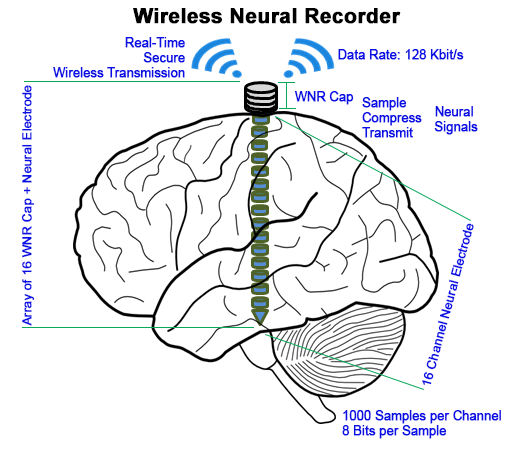 Wireless Neural Recorder
Real-Time
Secure
Wireless Transmission
Data Rate: 128 Kbit/s
WNR Cap
Sample
Compress
Transmit
Neural
Signals
Array of 16 WNR Cap + Neural Electrode
16 Channel Neural Electrode
1000 Samples per Channel
8 Bits per Sample